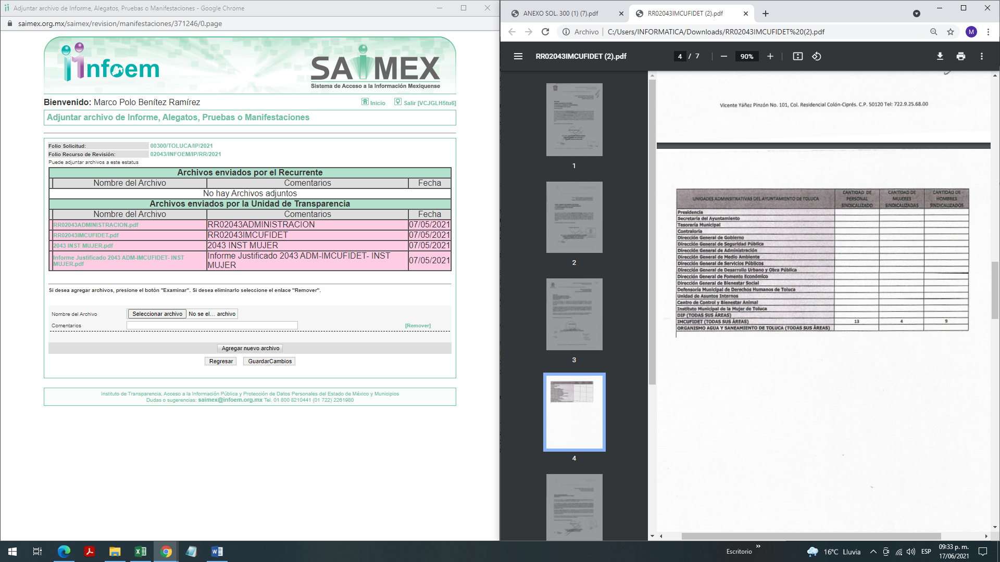 Adjuntar archivo de Informe, Alegatos, Pruebas o Manifestaciones - Google Chrome
saimex.org.mx/saimex/revision/manifestaciones/371246/0.page
infoem
SAIMEX
Sistema de Acceso a la Información Mexiquense
Bienvenido: Marco Polo Benítez Ramírez
Inicio
Salir [VCJGLH5tu6]
Adjuntar archivo de Informe, Alegatos, Pruebas o Manifestaciones
Folio Solicitud: 00300/TOLUCA/IP/2021
Folio Recurso de Revisión: 02043/INFOEM/IP/RR/2021
Puede adjuntar archivos a este estatus
Archivos enviados por el Recurrente
Nombre del Archivo Comentarios Fecha
No hay Archivos adjuntos
Archivos enviados por la Unidad de Transparencia
Nombre del Archivo Comentarios Fecha
RR02043ADMINISTRACION.pdf RR02043ADMINISTRACION 07/05/2021
RR02043IMCUFIDET.pdf RR02043IMCUFIDET 07/05/2021
2043 INST MUJER.pdf 2043 INST MUJER 07/05/2021
Informe Justificado 2043 ADM-IMCUFIDET- INST MUJER.pdf Informe Justificado 2043 ADM-IMCUFIDET- INST MUJER 07/05/2021
Si desea agregar archivos, presione el botón "Examinar". Si desea eliminarlo seleccione el enlace "Remover".
Nombre del Archivo Seleccionar archivo No se el... archivo
Comentarios [Remover]
Agregar nuevo archivo
Regresar GuardarCambios
Instituto de Transparencia, Acceso a la Información Pública y Protección de Datos Personales del Estado de México y Municipios
Dudas o sugerencias: saimex@infoem.org.mx Tel. 01 800 8210441 (01 722) 2261980
ANEXO SOL. 300 (1) (7).pdf
RR02043IMCUFIDET (2).pdf
Archivo C:/Users/INFORMATICA/Downloads/RR02043IMCUFIDET%20(2).pdf
M
RR02043IMCUFIDET (2).pdf
4 / 7
90%
1
2
3
4
Vicente Yáñez Pinzón No. 101, Col. Residencial Colón-Ciprés. C.P. 50120 Tel: 722.9.25.68.00
UNIDADES ADMINSITRATIVAS DEL AYUNTAMIENTO DE TOLUCA CANTIDAD DE PERSONAL SINDICALIZADO CANTIDAD DE MUJERES SINDICALIZADAS CANTIDAD DE HOMBRES SINDICALIZADOS
Presidencia
Secretaría del Ayuntamiento
Tesorería Municipal
Contraloría
Dirección General de Gobierno
Dirección General de Seguridad Pública
Dirección General de Administración
Dirección General de Medio Ambiente
Dirección General de Servicios Públicos
Dirección General de Desarrollo Urbano y Obra Pública
Dirección General de Fomento Económico
Dirección General de Bienestar Social
Defensoría Municipal de Derechos Humanos de Toluca
Unidad de Asuntos Internos
Centro de Control y Bienestar Animal
Instituto Municipal de la Mujer de Toluca
DIF (TODAS SUS ÁREAS)
IMCUFIDET (TODAS SUS ÁREAS) 13 4 9
ORGANISMO AGUA Y SANEAMIENTO DE TOLUCA (TODAS SUS ÁREAS)
Escritorio
16°C Lluvia
ESP
09:33 p. m.
17/06/2021